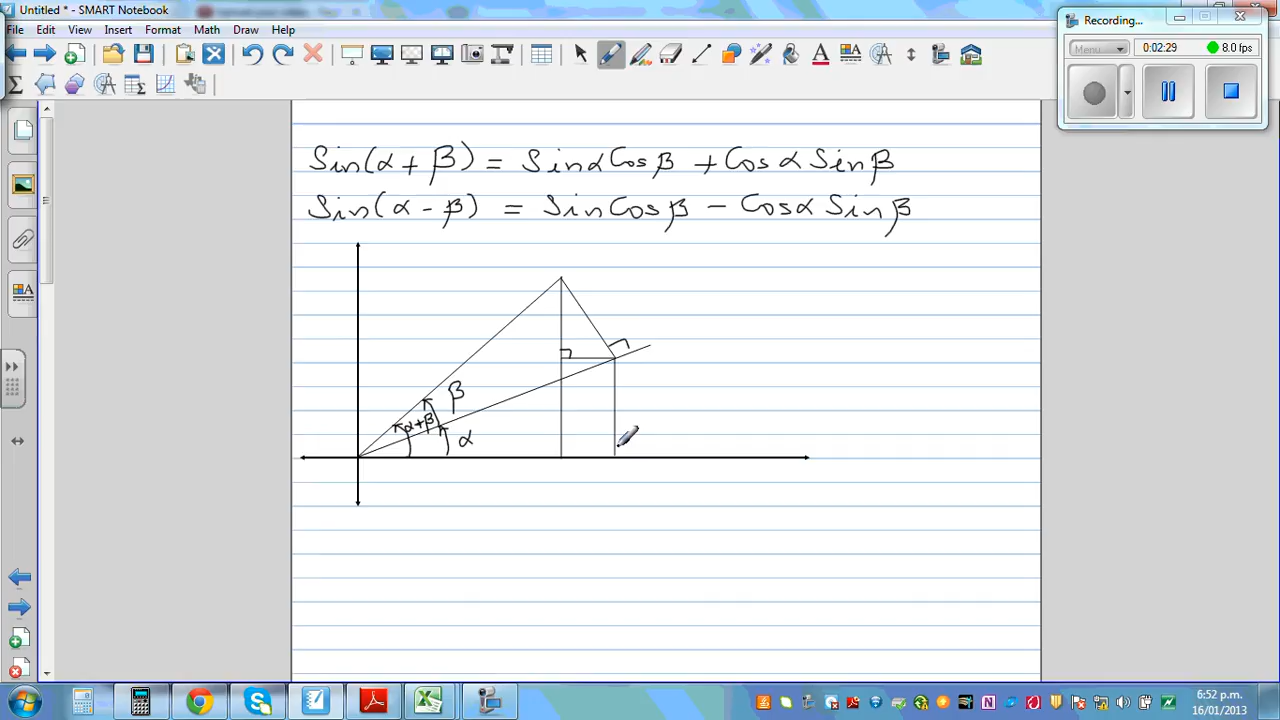 Untitled * - SMART Notebook
File Edit View Insert Format Math Draw Help
Recording...
Menu
0:02:29
8.0 fps
Sin(α + β) = Sinα Cosβ + Cosα Sinβ
Sin(α - β) = Sin Cosβ - Cosα Sinβ
β
α+β
α
6:52 p.m.
16/01/2013